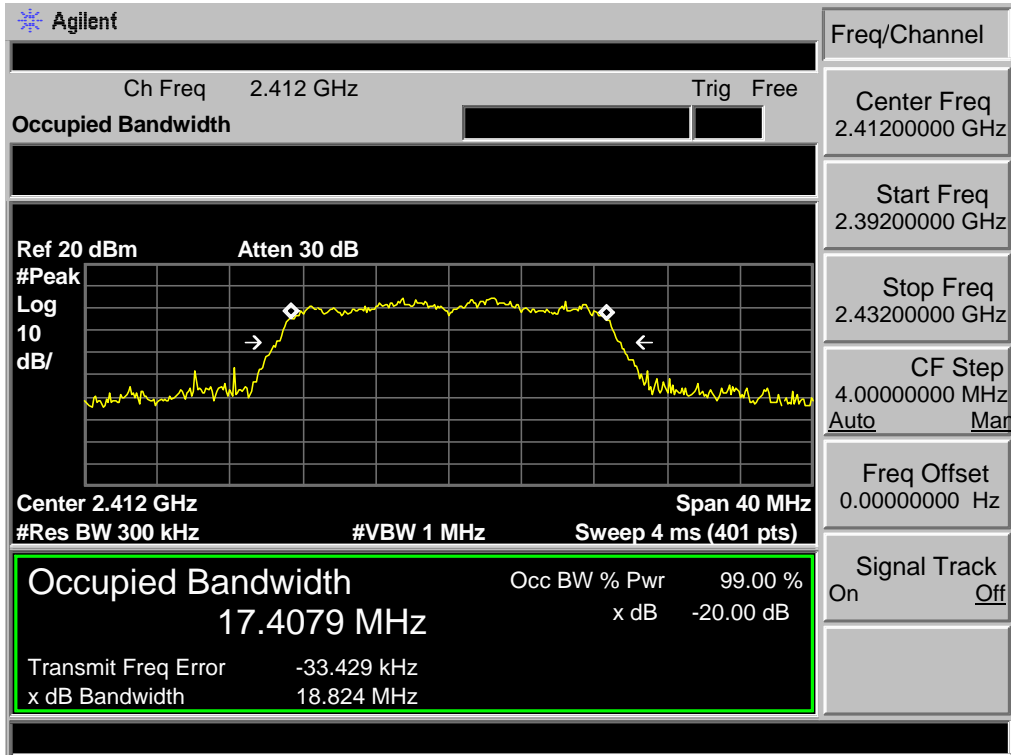 Agilent
Freq/Channel
Ch Freq 2.412 GHz Trig Free
Occupied Bandwidth
Center Freq
2.41200000 GHz
Start Freq
2.39200000 GHz
Stop Freq
2.43200000 GHz
CF Step
4.00000000 MHz
Auto Man
Freq Offset
0.00000000 Hz
Signal Track
On Off
Ref 20 dBm Atten 30 dB
#Peak
Log
10
dB/
Center 2.412 GHz Span 40 MHz
#Res BW 300 kHz #VBW 1 MHz Sweep 4 ms (401 pts)
Occupied Bandwidth Occ BW % Pwr 99.00 %
17.4079 MHz x dB -20.00 dB
Transmit Freq Error -33.429 kHz
x dB Bandwidth 18.824 MHz